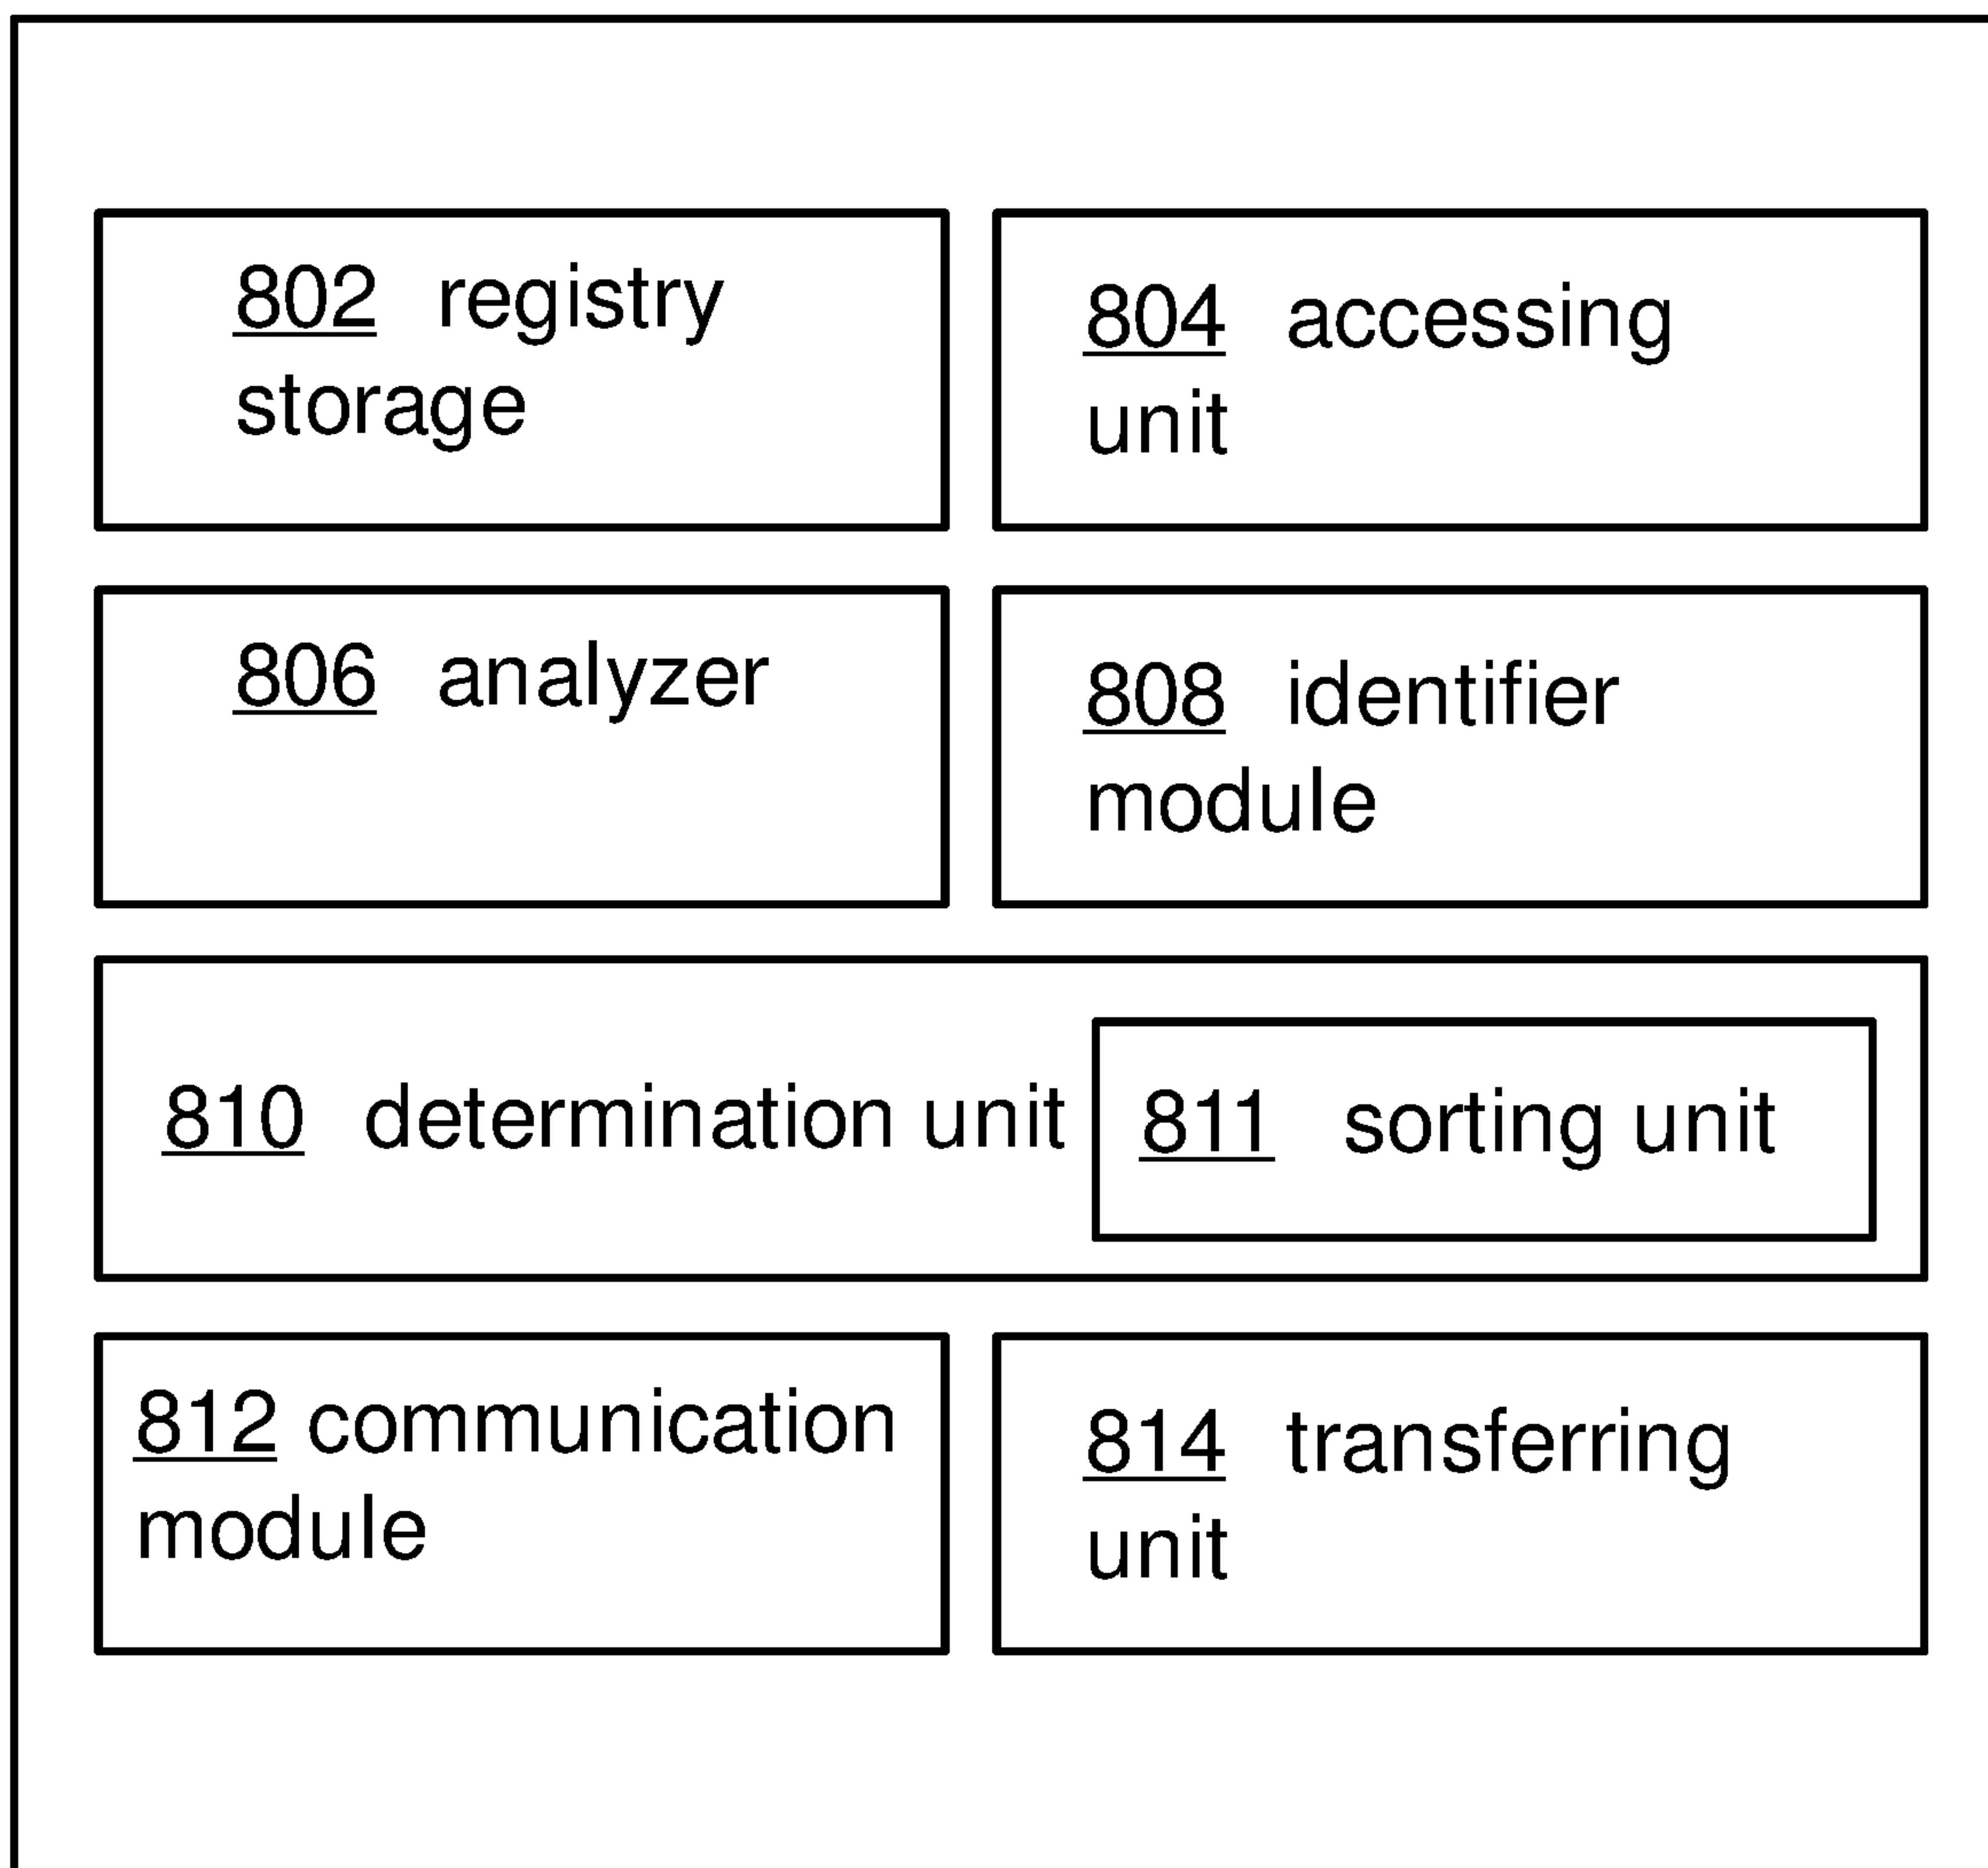 802 registry
storage
804 accessing
unit
806 analyzer
808 identifier
module
810 determination unit
811 sorting unit
812 communication
module
814 transferring
unit